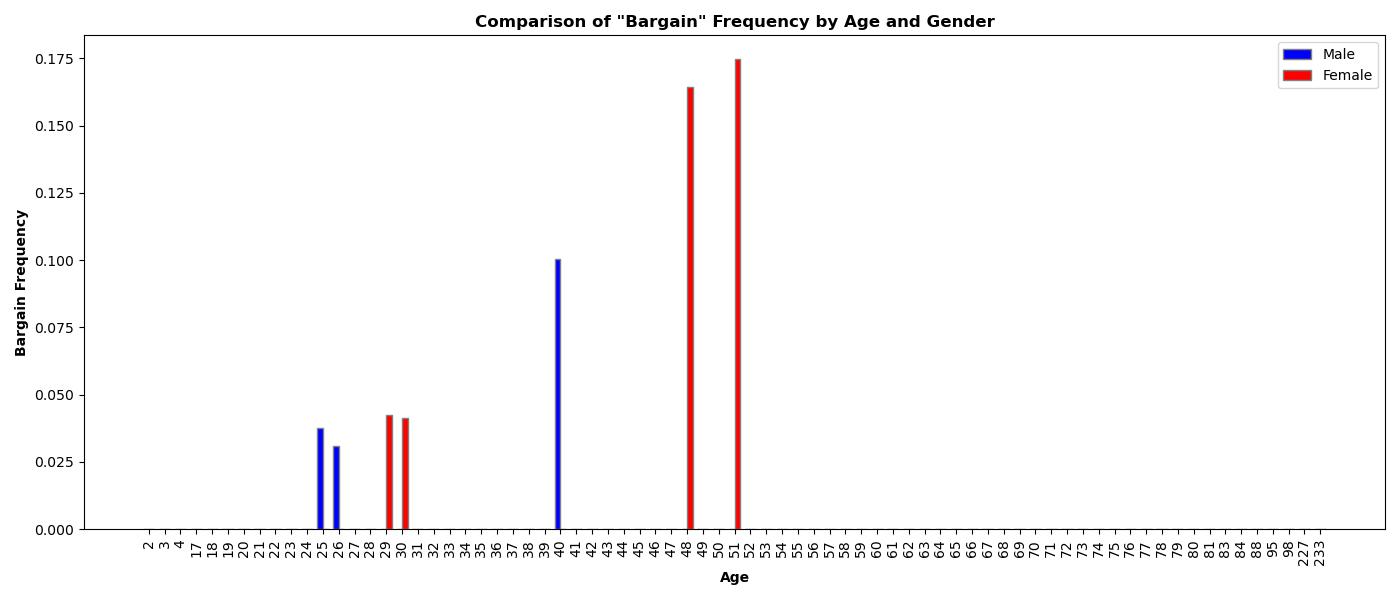 Comparison of "Bargain" Frequency by Age and Gender
Male
Female
Bargain Frequency
0.175
0.150
0.125
0.100
0.075
0.050
0.025
0.000
2 3 4 17 18 19 20 21 22 23 24 25 26 27 28 29 30 31 32 33 34 35 36 37 38 39 40 41 42 43 44 45 46 47 48 49 50 51 52 53 54 55 56 57 58 59 60 61 62 63 64 65 66 67 68 69 70 71 72 73 74 75 76 77 78 79 80 81 83 84 88 95 98 227 233
Age